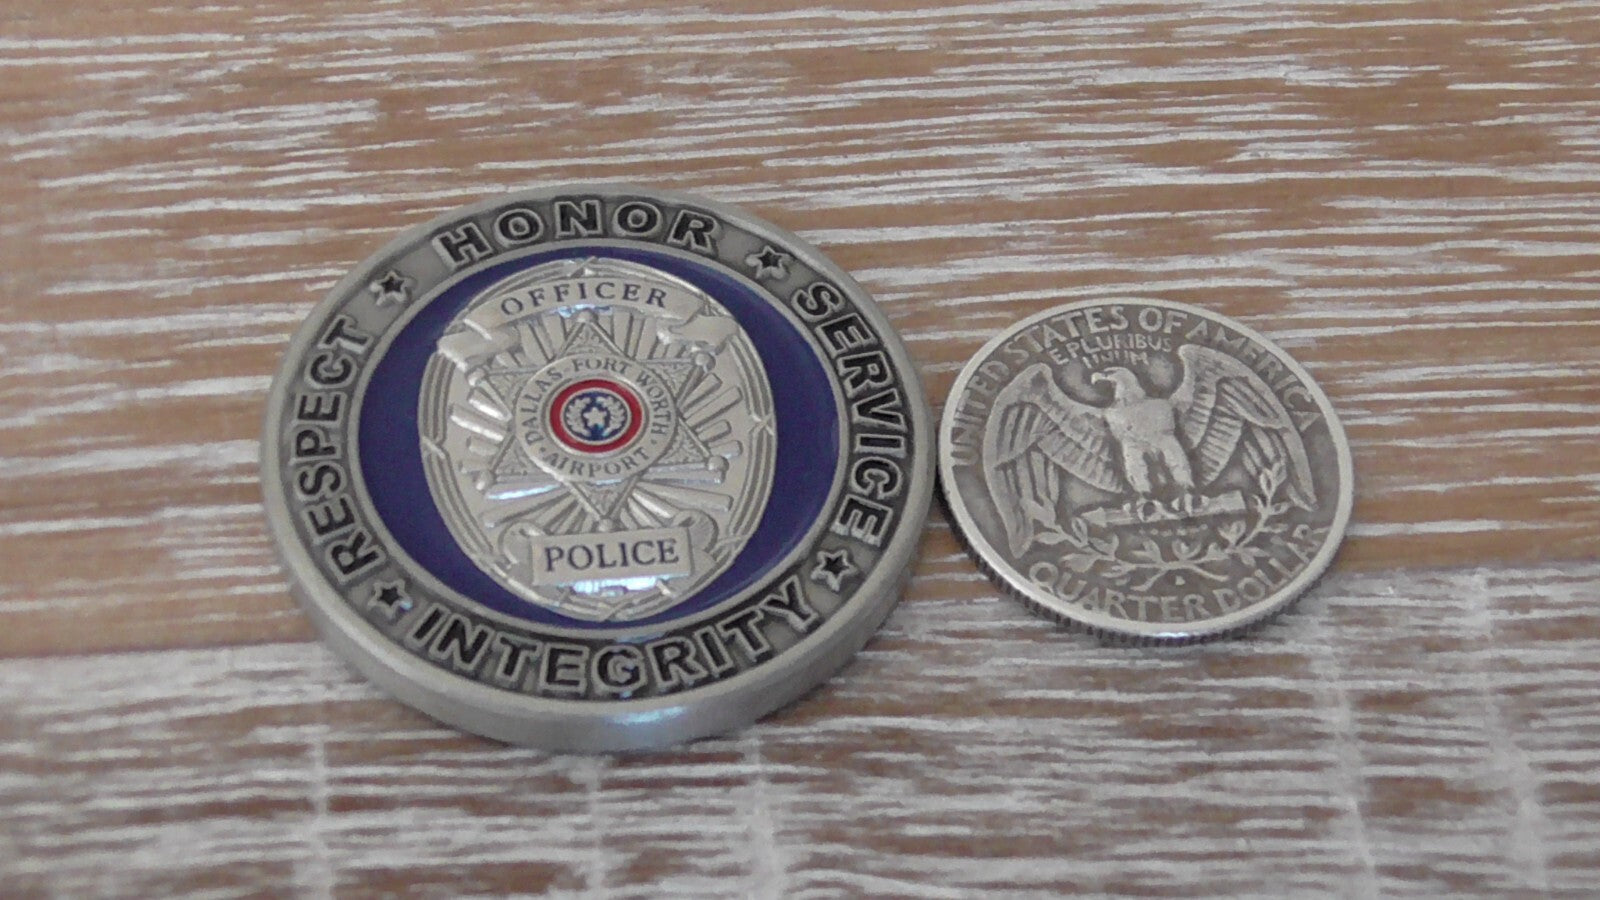 HONOR ★ SERVICE ★ INTEGRITY ★ RESPECT ★
OFFICER
DALLAS · FORT WORTH
· AIRPORT ·
POLICE
UNITED STATES OF AMERICA
E PLURIBUS
UNUM
QUARTER DOLLAR